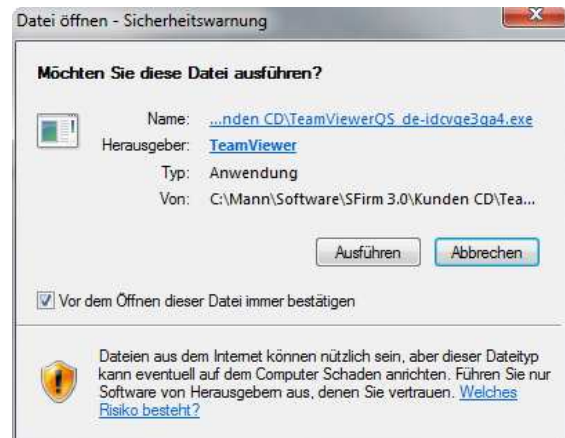 Datei öffnen - Sicherheitswarnung
Möchten Sie diese Datei ausführen?
Name: ...nden CD\TeamViewerQS_de-idcvqe3ga4.exe
Herausgeber: TeamViewer
Typ: Anwendung
Von: C:\Mann\Software\SFirm 3.0\Kunden CD\Tea...
Ausführen Abbrechen
Vor dem Öffnen dieser Datei immer bestätigen
Dateien aus dem Internet können nützlich sein, aber dieser Dateityp
kann eventuell auf dem Computer Schaden anrichten. Führen Sie nur
Software von Herausgebern aus, denen Sie vertrauen. Welches
Risiko besteht?